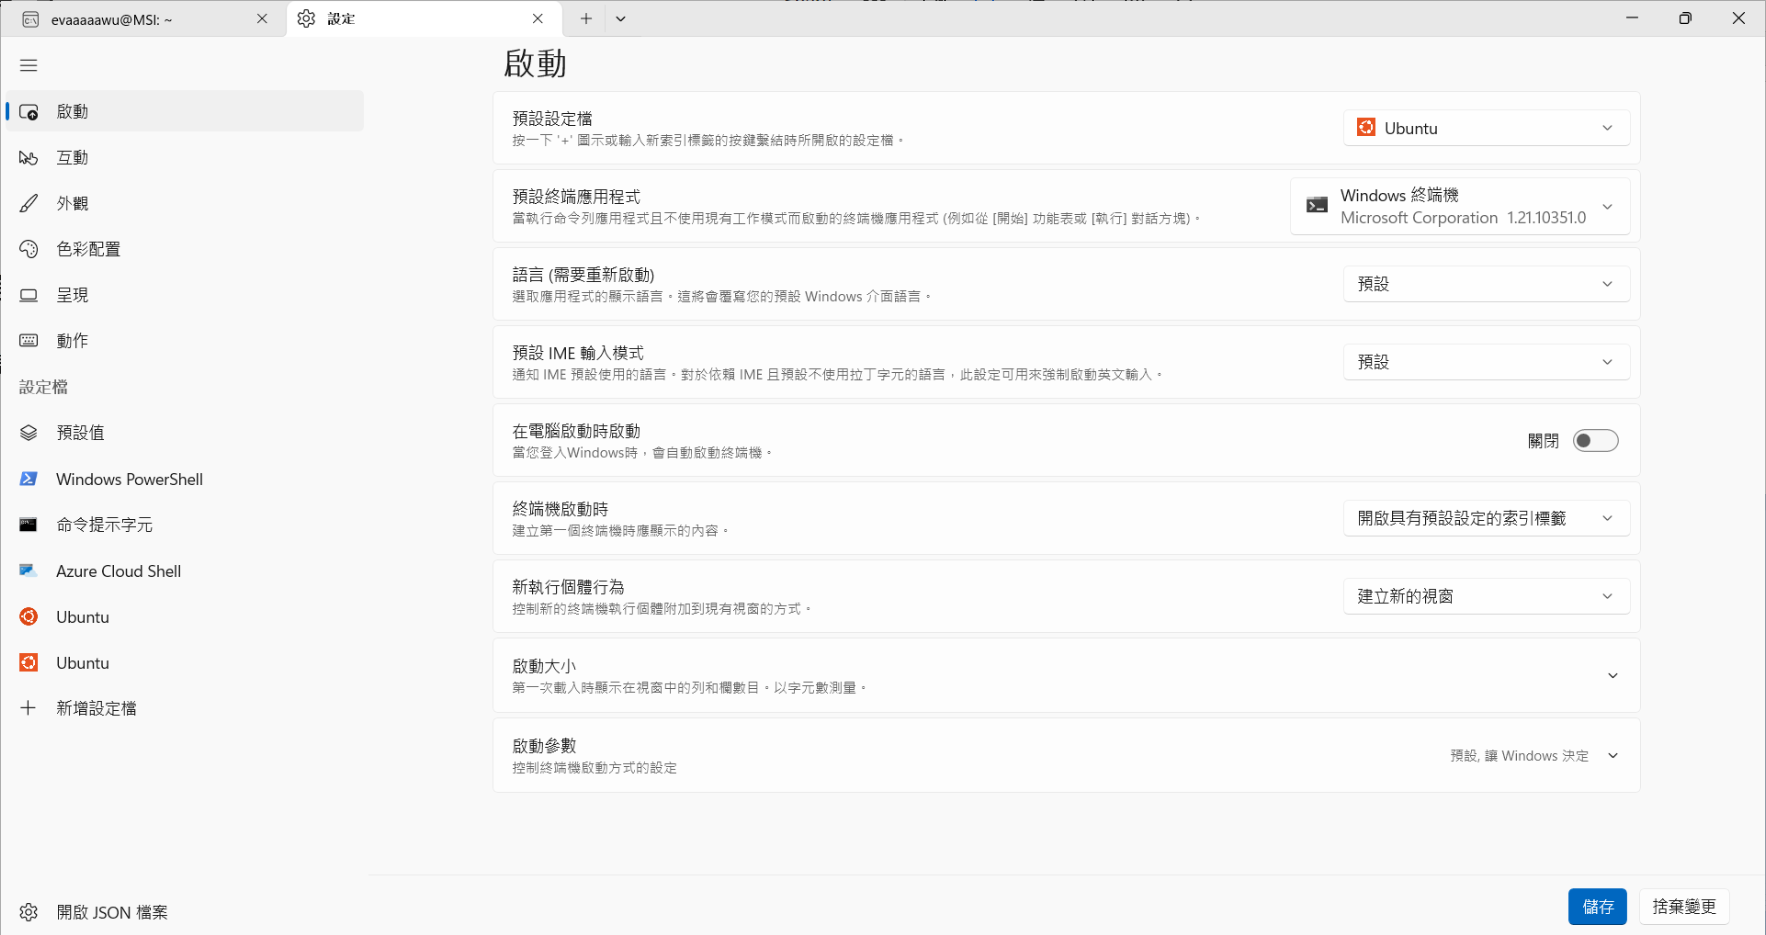 evaaaaawu@MSI: ~
設定
啟動
互動
外觀
色彩配置
呈現
動作
設定檔
預設值
Windows PowerShell
命令提示字元
Azure Cloud Shell
Ubuntu
Ubuntu
新增設定檔
開啟 JSON 檔案
啟動
預設設定檔
按一下 '+' 圖示或輸入新索引標籤的按鍵繫結時所開啟的設定檔。
Ubuntu
預設終端應用程式
當執行命令列應用程式且不使用現有工作模式而啟動的終端機應用程式 (例如從 [開始] 功能表或 [執行] 對話方塊)。
Windows 終端機
Microsoft Corporation 1.21.10351.0
語言 (需要重新啟動)
選取應用程式的顯示語言。這將會覆寫您的預設 Windows 介面語言。
預設
預設 IME 輸入模式
通知 IME 預設使用的語言。對於依賴 IME 且預設不使用拉丁字元的語言，此設定可用來強制啟動英文輸入。
預設
在電腦啟動時啟動
當您登入Windows時，會自動啟動終端機。
關閉
終端機啟動時
建立第一個終端機時應顯示的內容。
開啟具有預設設定的索引標籤
新執行個體行為
控制新的終端機執行個體附加到現有視窗的方式。
建立新的視窗
啟動大小
第一次載入時顯示在視窗中的列和欄數目。以字元數測量。
啟動參數
控制終端機啟動方式的設定
預設, 讓 Windows 決定
儲存
捨棄變更